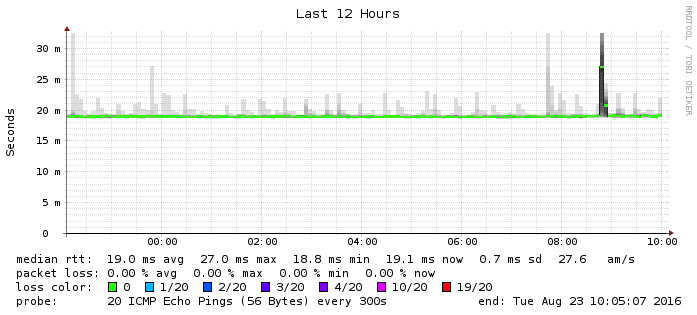 Last 12 Hours
RRDTOOL / TOBI OETIKER
Seconds
30 m
25 m
20 m
15 m
10 m
5 m
0
00:00 02:00 04:00 06:00 08:00 10:00
median rtt: 19.0 ms avg 27.0 ms max 18.8 ms min 19.1 ms now 0.7 ms sd 27.6 am/s
packet loss: 0.00 % avg 0.00 % max 0.00 % min 0.00 % now
loss color: 0 1/20 2/20 3/20 4/20 10/20 19/20
probe: 20 ICMP Echo Pings (56 Bytes) every 300s end: Tue Aug 23 10:05:07 2016